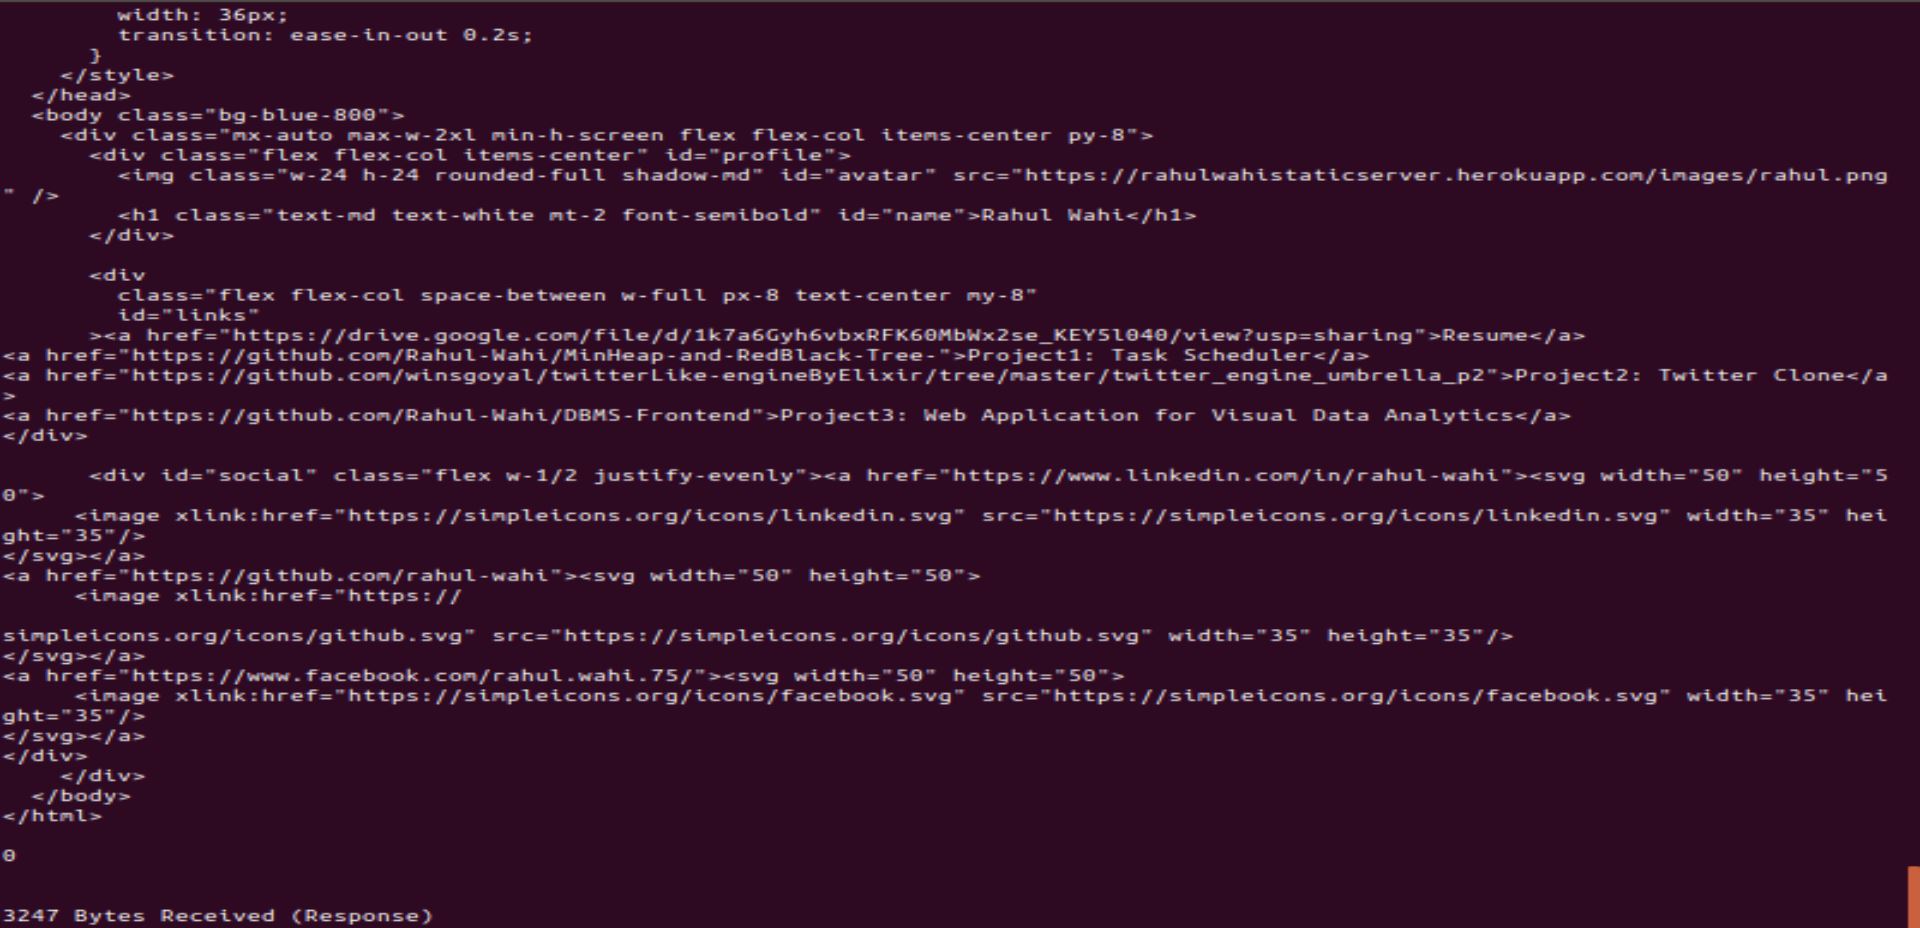 width: 36px;
transition: ease-in-out 0.2s;
}
</style>
</head>
<body class="bg-blue-800">
<div class="mx-auto max-w-2xl min-h-screen flex flex-col items-center py-8">
<div class="flex flex-col items-center" id="profile">
<img class="w-24 h-24 rounded-full shadow-md" id="avatar" src="https://rahulwahistaticserver.herokuapp.com/images/rahul.png
" />
<h1 class="text-md text-white mt-2 font-semibold" id="name">Rahul Wahi</h1>
</div>
<div
class="flex flex-col space-between w-full px-8 text-center my-8"
id="links"
><a href="https://drive.google.com/file/d/1k7a6Gyh6vbxRFK60MbWx2se_KEY5l040/view?usp=sharing">Resume</a>
<a href="https://github.com/Rahul-Wahi/MinHeap-and-RedBlack-Tree-">Project1: Task Scheduler</a>
<a href="https://github.com/winsgoyal/twitterLike-engineByElixir/tree/master/twitter_engine_umbrella_p2">Project2: Twitter Clone</a
>
<a href="https://github.com/Rahul-Wahi/DBMS-Frontend">Project3: Web Application for Visual Data Analytics</a>
</div>
<div id="social" class="flex w-1/2 justify-evenly"><a href="https://www.linkedin.com/in/rahul-wahi"><svg width="50" height="5
0">
<image xlink:href="https://simpleicons.org/icons/linkedin.svg" src="https://simpleicons.org/icons/linkedin.svg" width="35" hei
ght="35"/>
</svg></a>
<a href="https://github.com/rahul-wahi"><svg width="50" height="50">
<image xlink:href="https://
simpleicons.org/icons/github.svg" src="https://simpleicons.org/icons/github.svg" width="35" height="35"/>
</svg></a>
<a href="https://www.facebook.com/rahul.wahi.75/"><svg width="50" height="50">
<image xlink:href="https://simpleicons.org/icons/facebook.svg" src="https://simpleicons.org/icons/facebook.svg" width="35" hei
ght="35"/>
</svg></a>
</div>
</div>
</body>
</html>
0
3247 Bytes Received (Response)